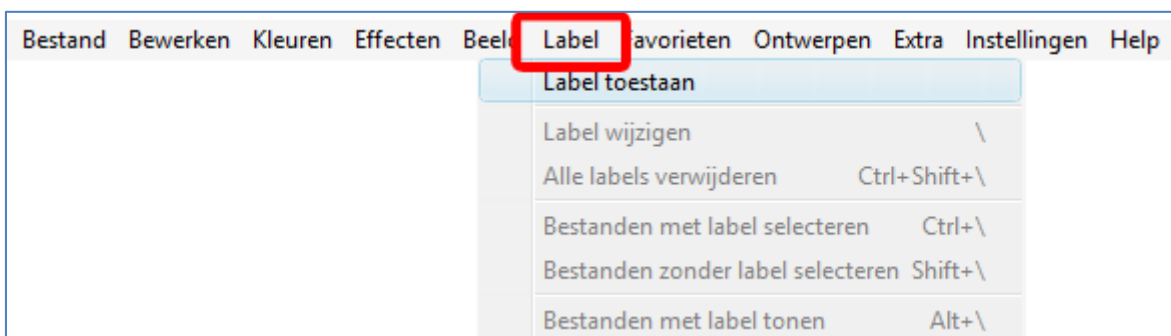 Bestand Bewerken Kleuren Effecten Beeld Label Favorieten Ontwerpen Extra Instellingen Help
Label toestaan
Label wijzigen \
Alle labels verwijderen Ctrl+Shift+\
Bestanden met label selecteren Ctrl+\
Bestanden zonder label selecteren Shift+\
Bestanden met label tonen Alt+\